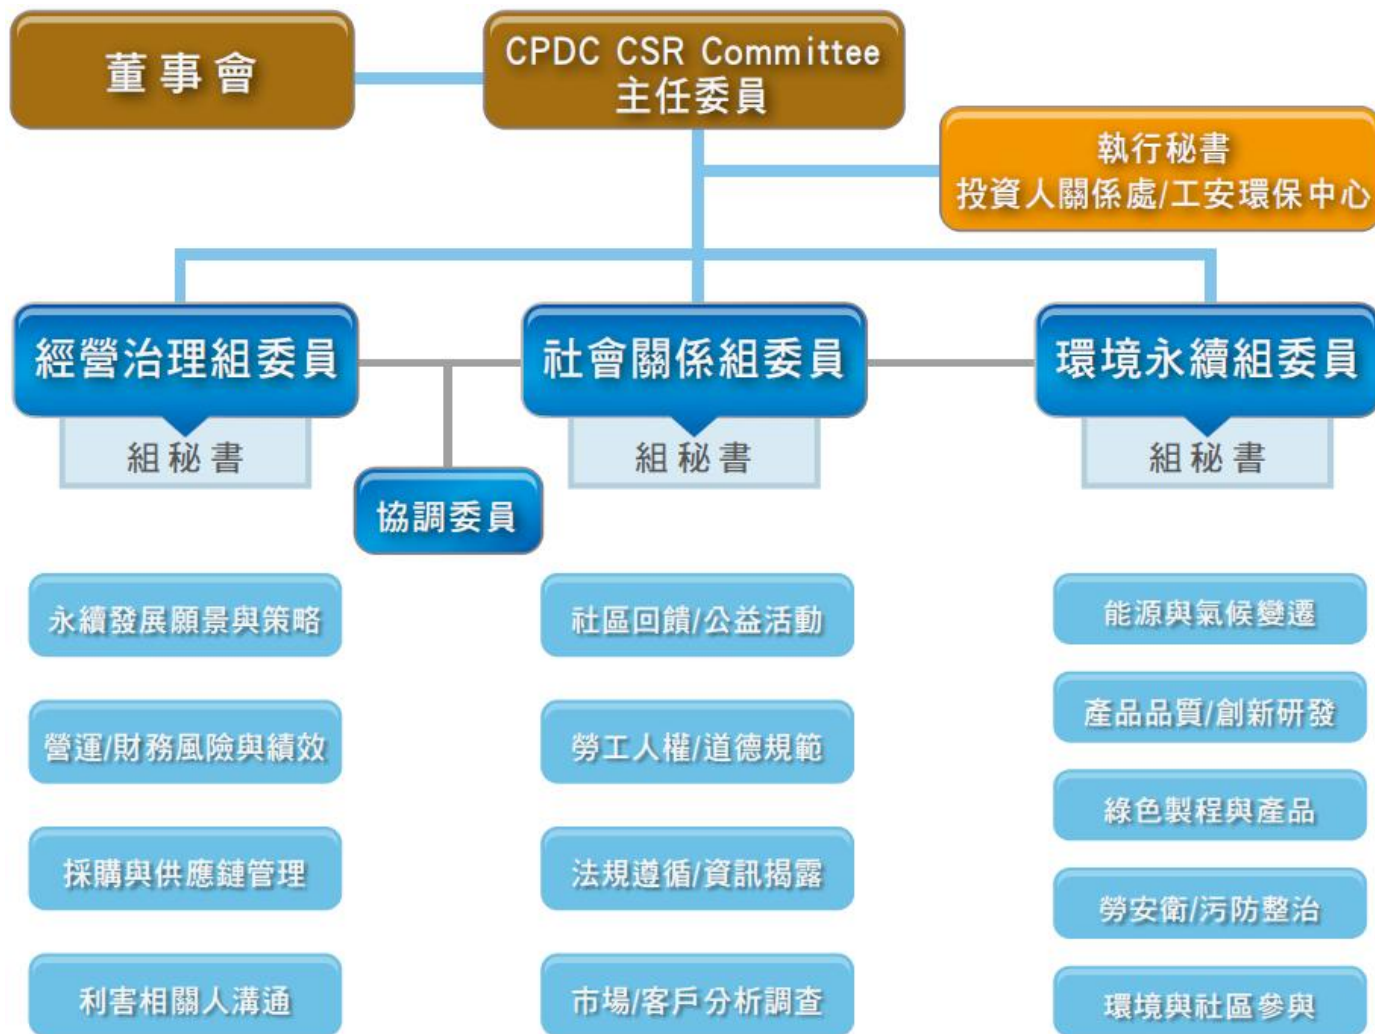 董事會
CPDC CSR Committee
主任委員
執行秘書
投資人關係處/工安環保中心
經營治理組委員
社會關係組委員
環境永續組委員
組秘書
組秘書
組秘書
協調委員
永續發展願景與策略
營運/財務風險與績效
採購與供應鏈管理
利害相關人溝通
社區回饋/公益活動
勞工人權/道德規範
法規遵循/資訊揭露
市場/客戶分析調查
能源與氣候變遷
產品品質/創新研發
綠色製程與產品
勞安衛/污防整治
環境與社區參與